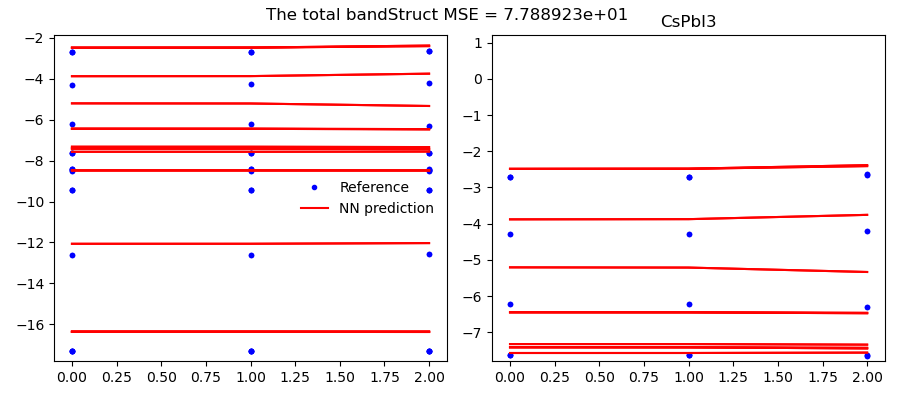 The total bandStruct MSE = 7.788923e+01
CsPbI3
−2
−4
−6
−8
−10
−12
−14
−16
Reference
NN prediction
0.00 0.25 0.50 0.75 1.00 1.25 1.50 1.75 2.00
1
0
−1
−2
−3
−4
−5
−6
−7
0.00 0.25 0.50 0.75 1.00 1.25 1.50 1.75 2.00